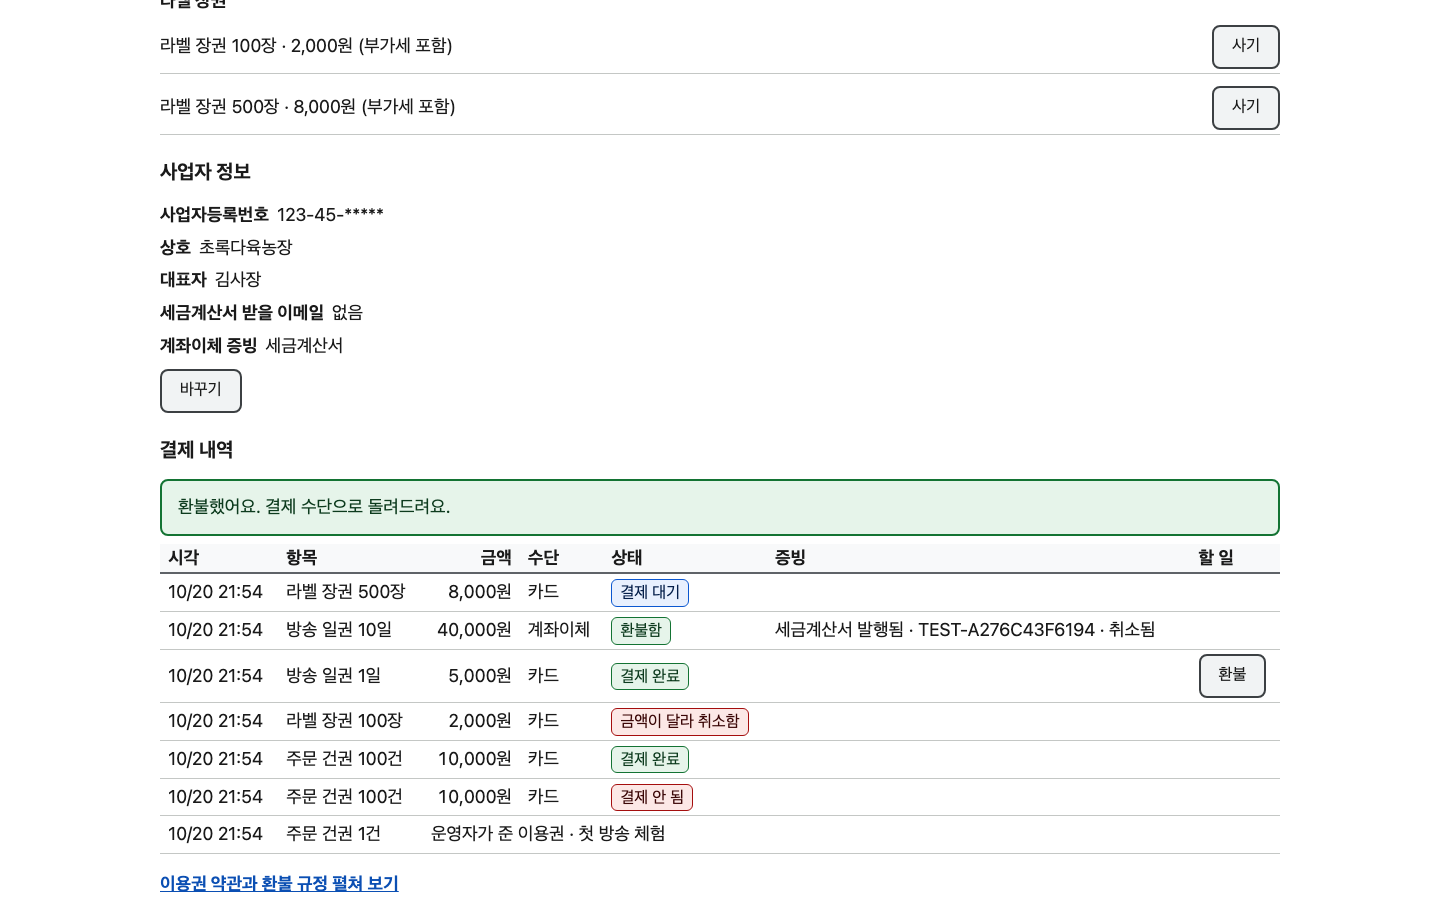 라벨 장권
라벨 장권 100장 · 2,000원 (부가세 포함) 사기
라벨 장권 500장 · 8,000원 (부가세 포함) 사기
사업자 정보
사업자등록번호 123-45-*****
상호 초록다육농장
대표자 김사장
세금계산서 받을 이메일 없음
계좌이체 증빙 세금계산서
바꾸기
결제 내역
환불했어요. 결제 수단으로 돌려드려요.
시각 항목 금액 수단 상태 증빙 할 일
10/20 21:54 라벨 장권 500장 8,000원 카드 결제 대기
10/20 21:54 방송 일권 10일 40,000원 계좌이체 환불함 세금계산서 발행됨 · TEST-A276C43F6194 · 취소됨
10/20 21:54 방송 일권 1일 5,000원 카드 결제 완료 환불
10/20 21:54 라벨 장권 100장 2,000원 카드 금액이 달라 취소함
10/20 21:54 주문 건권 100건 10,000원 카드 결제 완료
10/20 21:54 주문 건권 100건 10,000원 카드 결제 안 됨
10/20 21:54 주문 건권 1건 운영자가 준 이용권 · 첫 방송 체험
이용권 약관과 환불 규정 펼쳐 보기